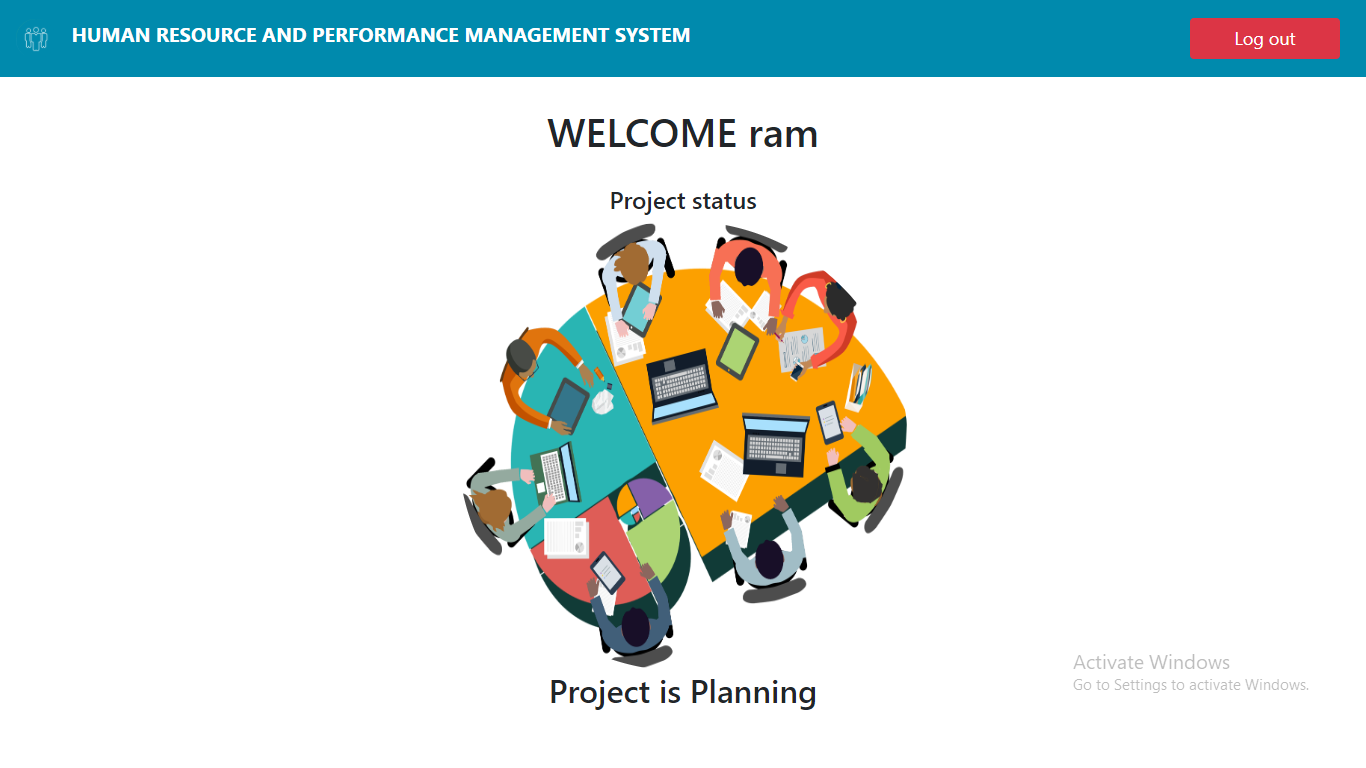 HUMAN RESOURCE AND PERFORMANCE MANAGEMENT SYSTEM
Log out
WELCOME ram
Project status
Project is Planning
Activate Windows
Go to Settings to activate Windows.